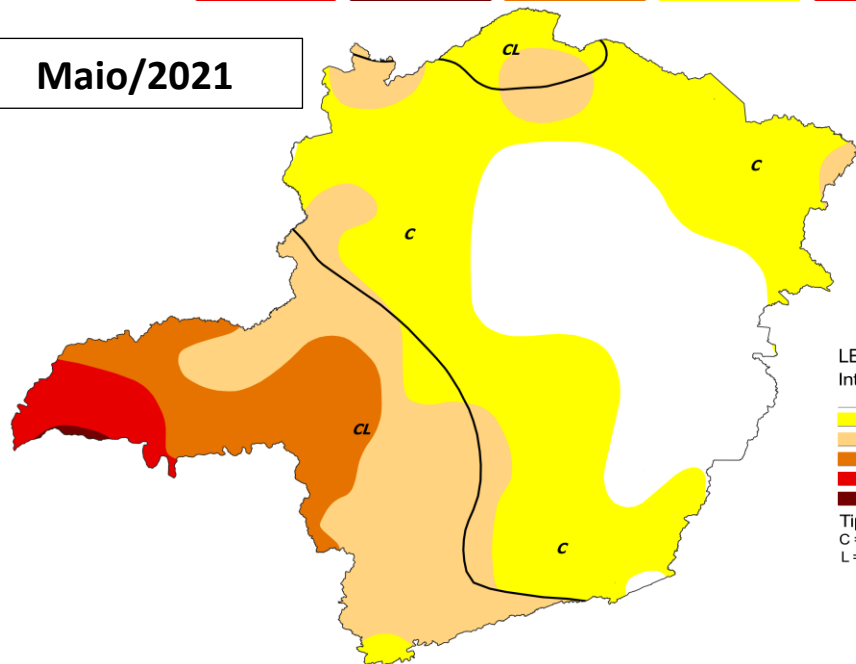 Maio/2021
CL
C
C
CL
C
LE
Int
Tip
C =
L =